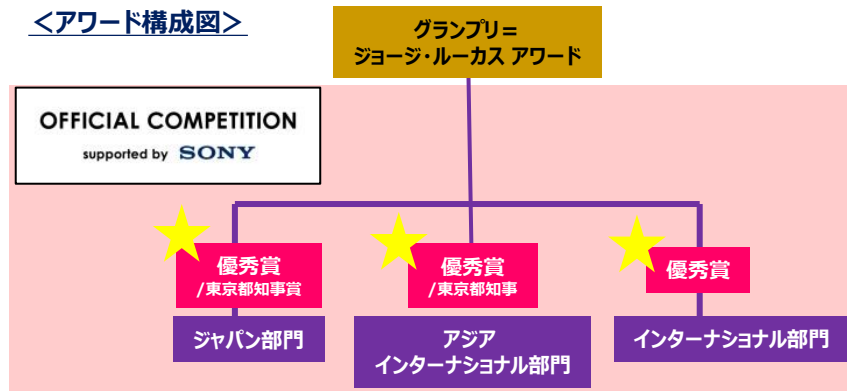 <アワード構成図>
グランプリ＝
ジョージ・ルーカス アワード
OFFICIAL COMPETITION
supported by SONY
優秀賞
/東京都知事賞
優秀賞
/東京都知事
優秀賞
ジャパン部門
アジア
インターナショナル部門
インターナショナル部門